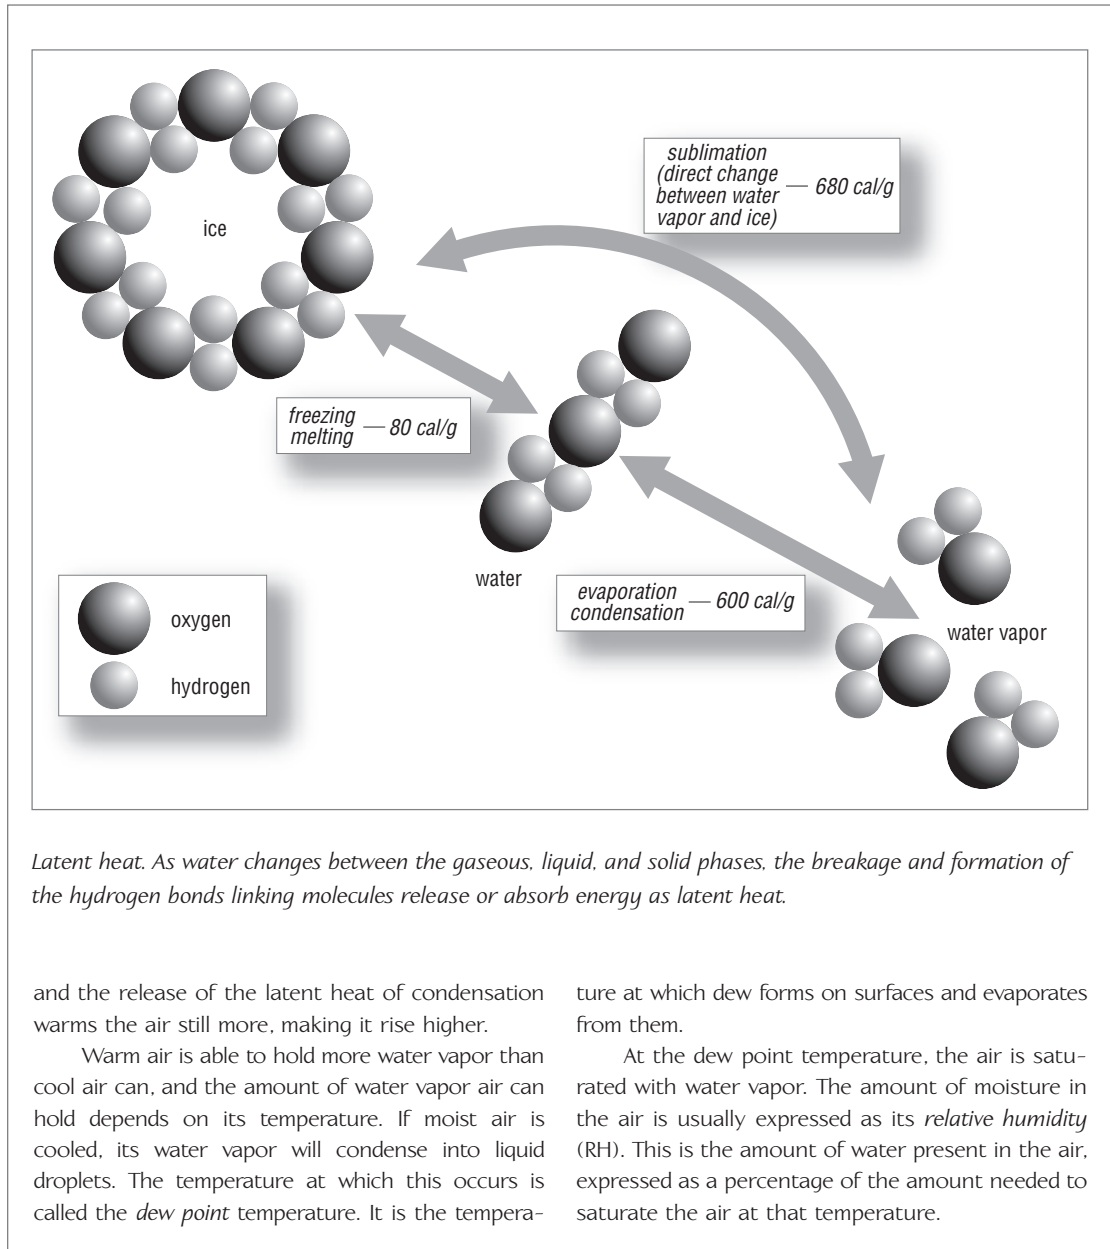 ice
sublimation
(direct change
between water
vapor and ice)
— 680 cal/g
freezing
melting
— 80 cal/g
water
evaporation
condensation
— 600 cal/g
water vapor
oxygen
hydrogen
Latent heat. As water changes between the gaseous, liquid, and solid phases, the breakage and formation of
the hydrogen bonds linking molecules release or absorb energy as latent heat.
and the release of the latent heat of condensation
warms the air still more, making it rise higher.
Warm air is able to hold more water vapor than
cool air can, and the amount of water vapor air can
hold depends on its temperature. If moist air is
cooled, its water vapor will condense into liquid
droplets. The temperature at which this occurs is
called the dew point temperature. It is the tempera-
ture at which dew forms on surfaces and evaporates
from them.
At the dew point temperature, the air is satu-
rated with water vapor. The amount of moisture in
the air is usually expressed as its relative humidity
(RH). This is the amount of water present in the air,
expressed as a percentage of the amount needed to
saturate the air at that temperature.